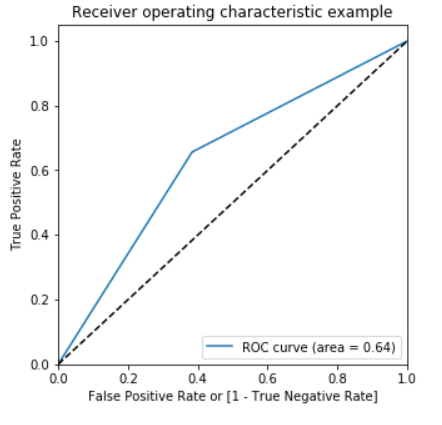 Receiver operating characteristic example
1.0
0.8
0.6
0.4
0.2
0.0
True Positive Rate
ROC curve (area = 0.64)
0.0 0.2 0.4 0.6 0.8 1.0
False Positive Rate or [1 - True Negative Rate]